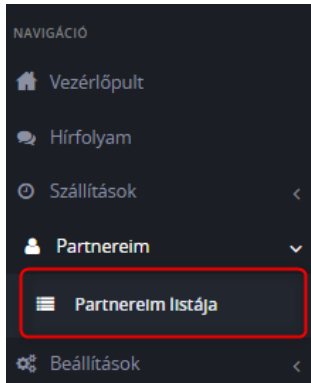 NAVIGÁCIÓ
Vezérlőpult
Hírfolyam
Szállítások
Partnereim
Partnereim listája
Beállítások